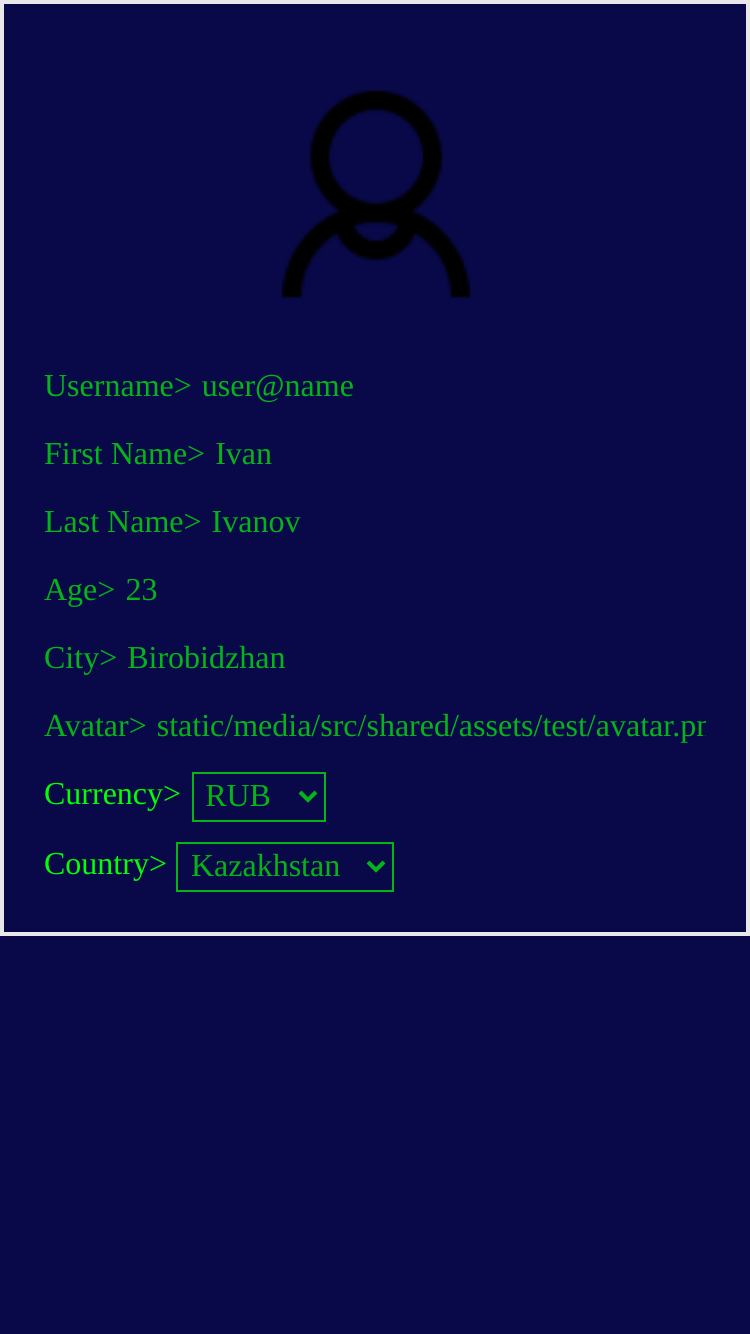 Username> user@name
First Name> Ivan
Last Name> Ivanov
Age> 23
City> Birobidzhan
Avatar> static/media/src/shared/assets/test/avatar.pr
Currency> RUB
Country> Kazakhstan